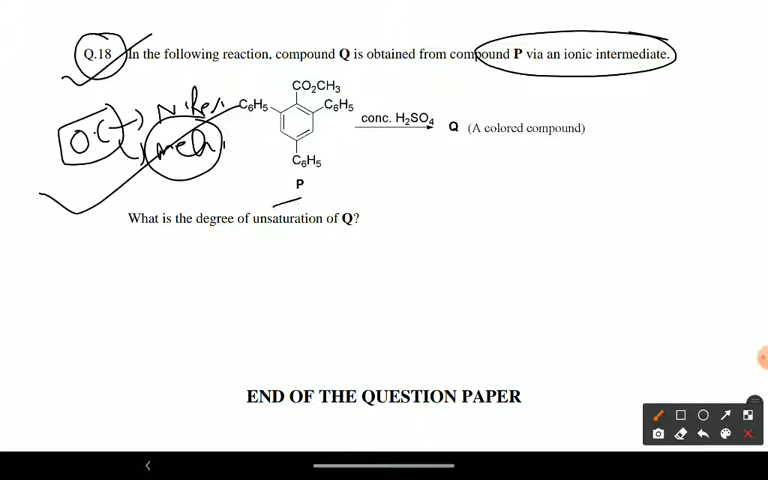 Q.18 In the following reaction, compound Q is obtained from compound P via an ionic intermediate.
CO₂CH₃
C₆H₅ C₆H₅
conc. H₂SO₄
Q (A colored compound)
C₆H₅
P
What is the degree of unsaturation of Q?
END OF THE QUESTION PAPER